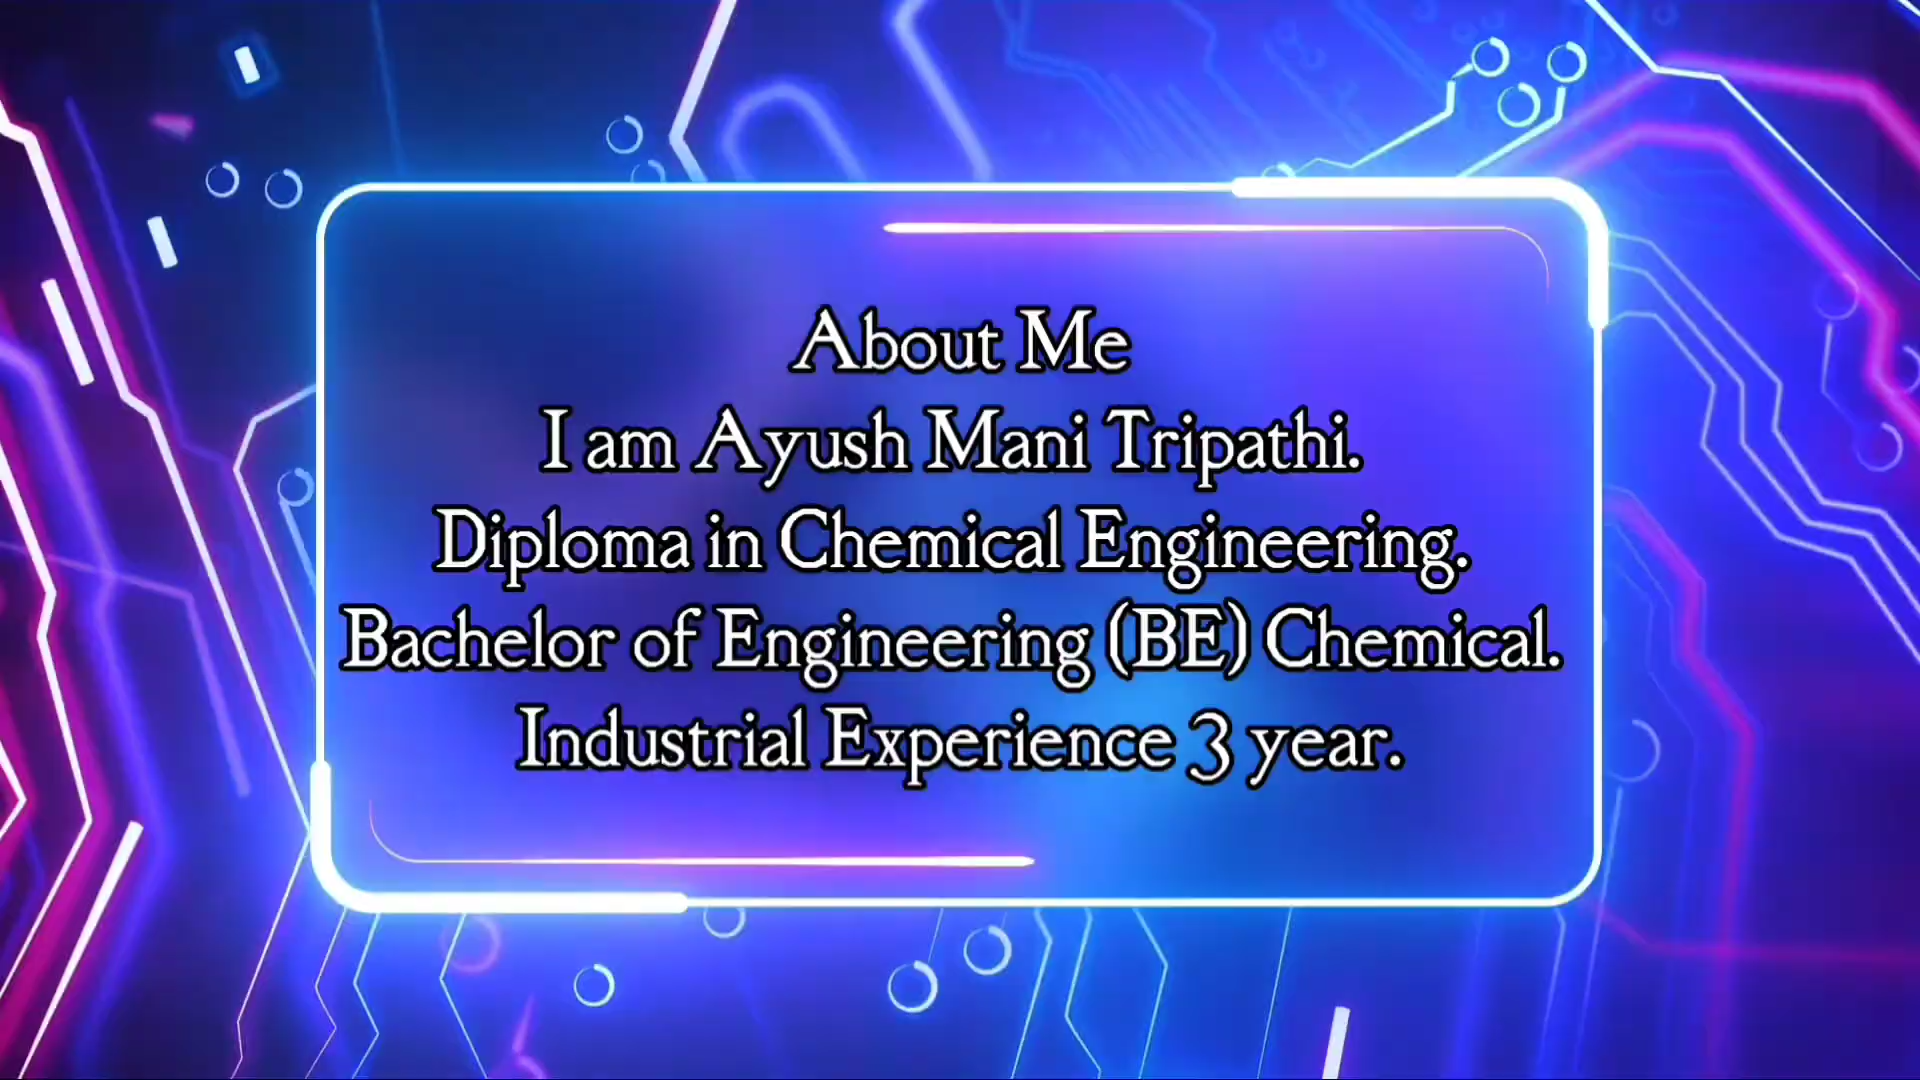 About Me
I am Ayush Mani Tripathi.
Diploma in Chemical Engineering.
Bachelor of Engineering (BE) Chemical.
Industrial Experience 3 year.